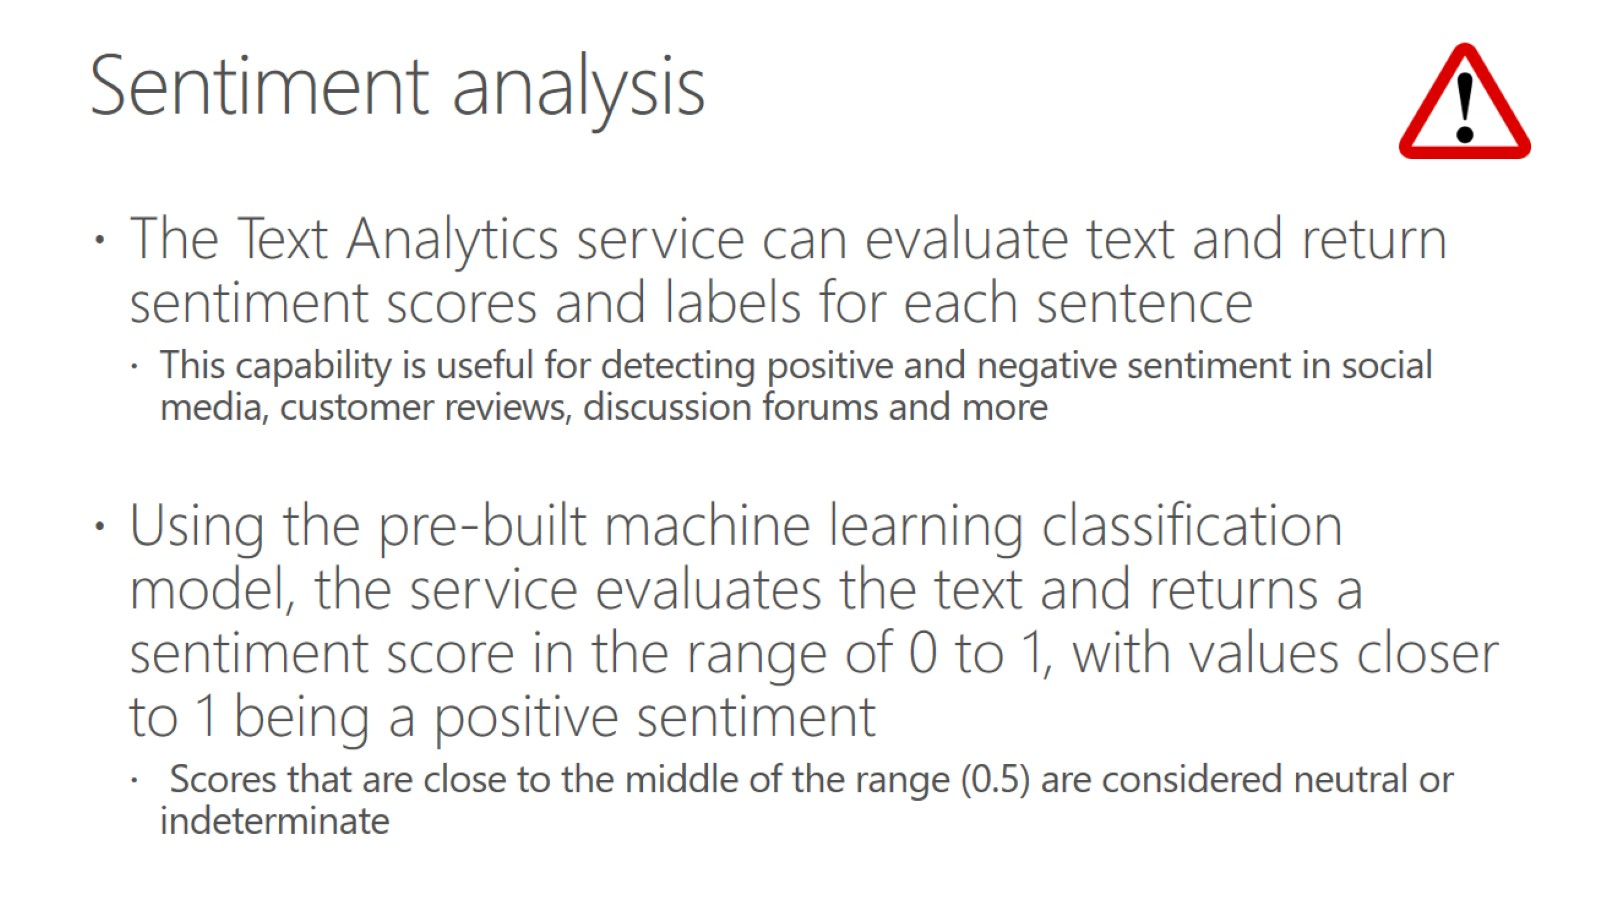 Sentiment analysis
• The Text Analytics service can evaluate text and return
sentiment scores and labels for each sentence
• This capability is useful for detecting positive and negative sentiment in social
media, customer reviews, discussion forums and more
• Using the pre-built machine learning classification
model, the service evaluates the text and returns a
sentiment score in the range of 0 to 1, with values closer
to 1 being a positive sentiment
• Scores that are close to the middle of the range (0.5) are considered neutral or
indeterminate